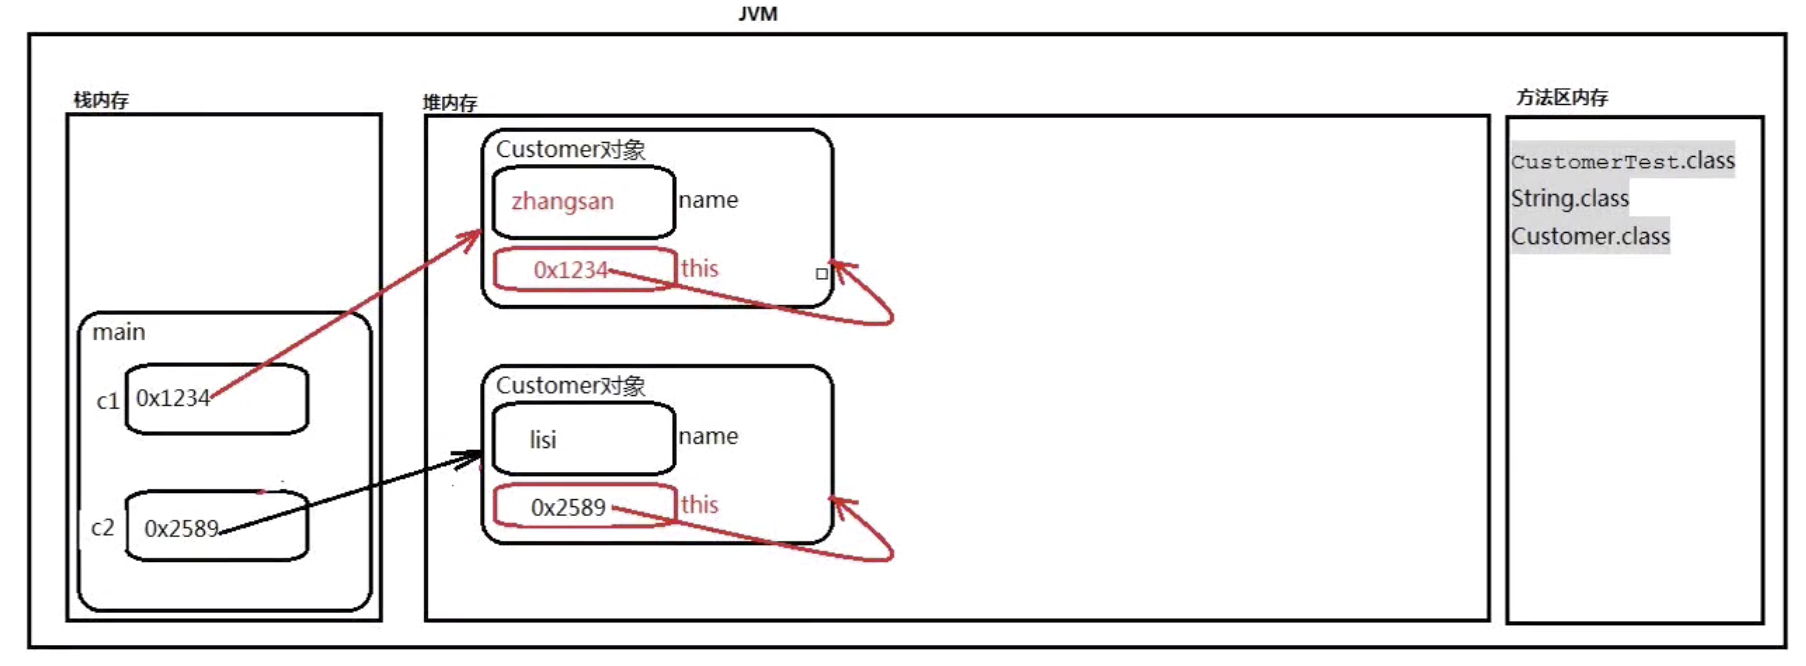 JVM
栈内存
堆内存
方法区内存
Customer对象
zhangsan
name
0x1234
this
CustomerTest.class
String.class
Customer.class
main
c1
0x1234
c2
0x2589
Customer对象
lisi
name
0x2589
this